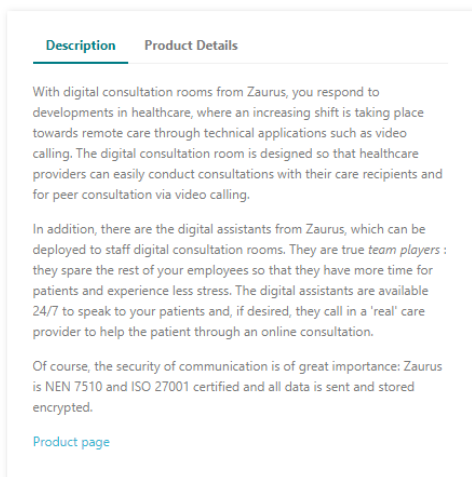 Description Product Details
With digital consultation rooms from Zaurus, you respond to
developments in healthcare, where an increasing shift is taking place
towards remote care through technical applications such as video
calling. The digital consultation room is designed so that healthcare
providers can easily conduct consultations with their care recipients and
for peer consultation via video calling.
In addition, there are the digital assistants from Zaurus, which can be
deployed to staff digital consultation rooms. They are true team players :
they spare the rest of your employees so that they have more time for
patients and experience less stress. The digital assistants are available
24/7 to speak to your patients and, if desired, they call in a 'real' care
provider to help the patient through an online consultation.
Of course, the security of communication is of great importance: Zaurus
is NEN 7510 and ISO 27001 certified and all data is sent and stored
encrypted.
Product page